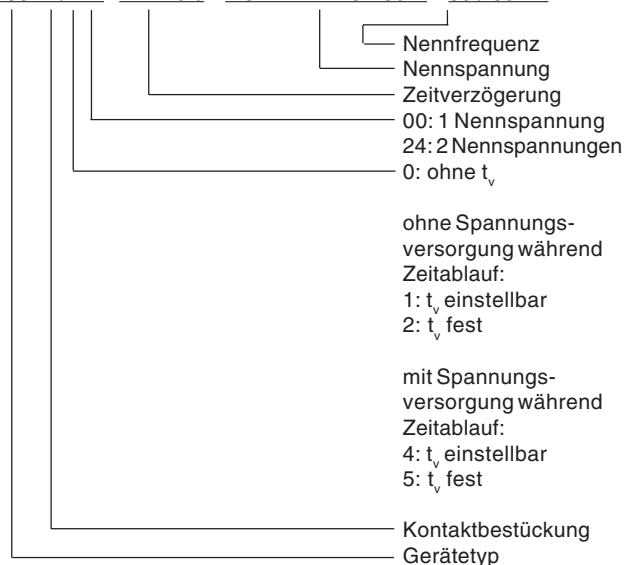 Nennfrequenz
Nennspannung
Zeitverzögerung
00: 1 Nennspannung
24: 2 Nennspannungen
0: ohne tv
ohne Spannungs-
versorgung während
Zeitablauf:
1: tv einstellbar
2: tv fest
mit Spannungs-
versorgung während
Zeitablauf:
4: tv einstellbar
5: tv fest
Kontaktbestückung
Gerätetyp